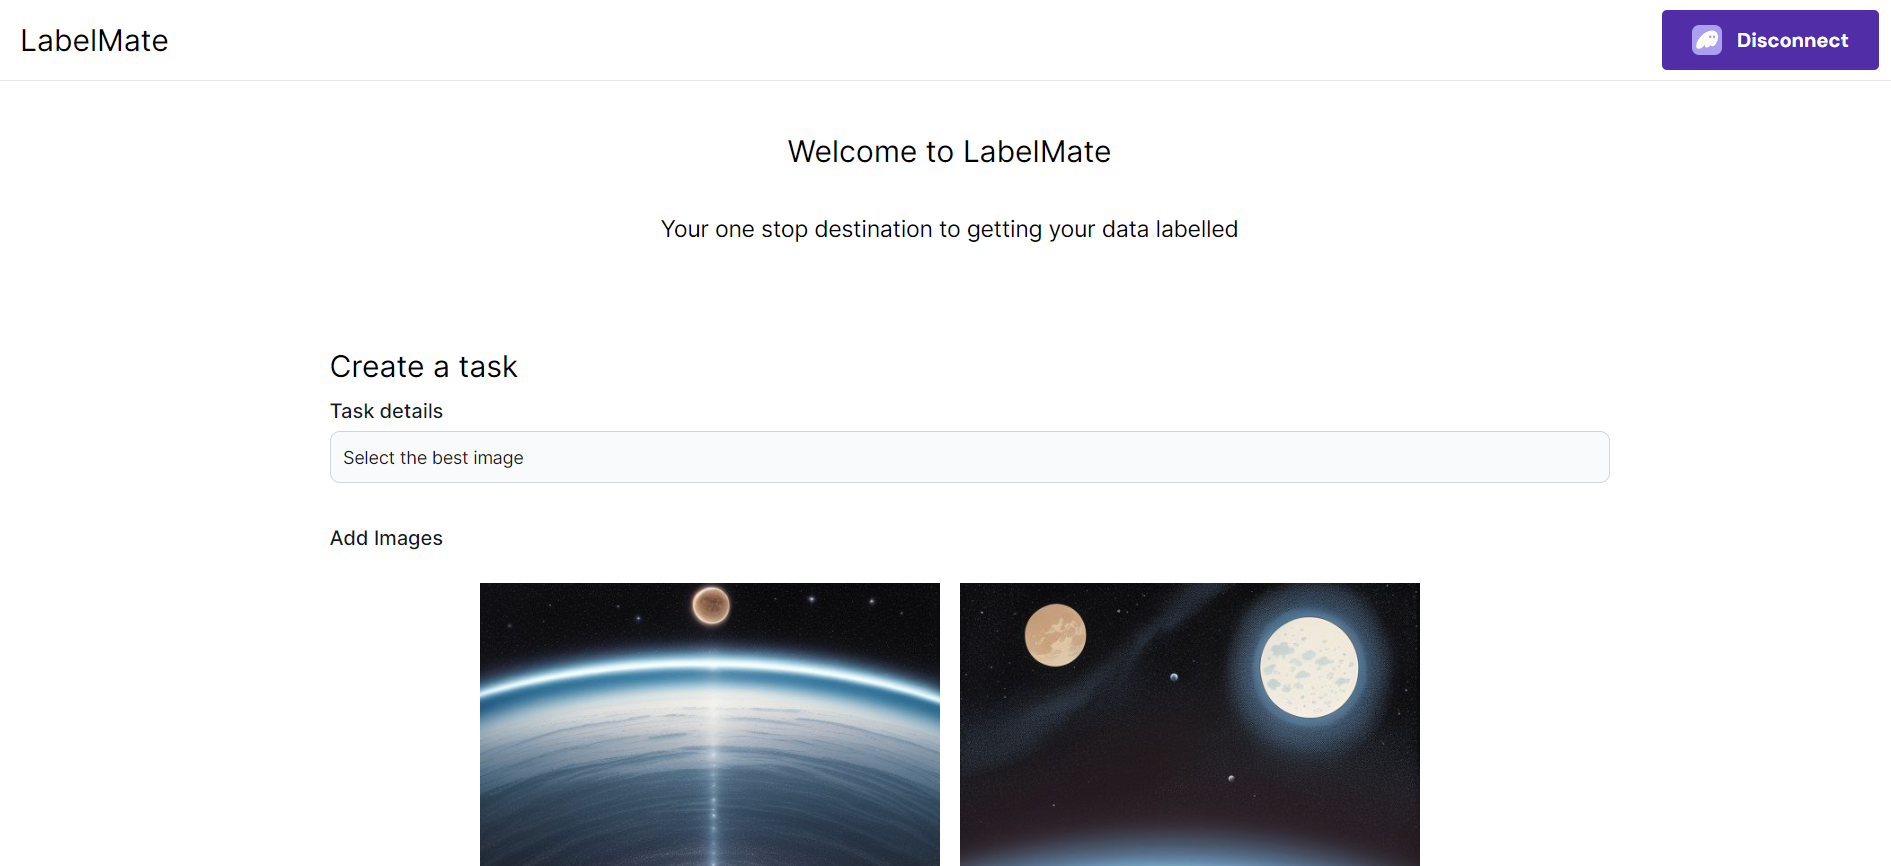 LabelMate
Disconnect
Welcome to LabelMate
Your one stop destination to getting your data labelled
Create a task
Task details
Select the best image
Add Images